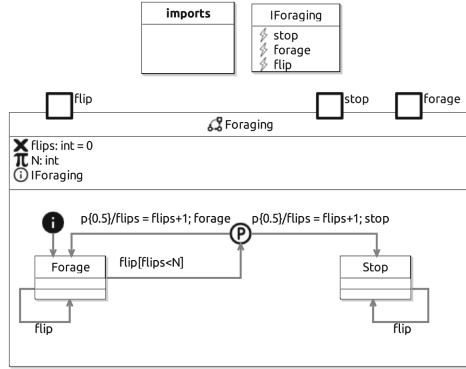 imports
IForaging
stop
forage
flip
flip
stop
forage
Foraging
flips: int = 0
π N: int
i IForaging
i
p{0.5}/flips = flips+1; forage
p{0.5}/flips = flips+1; stop
P
Forage
flip[flips<N]
Stop
flip
flip